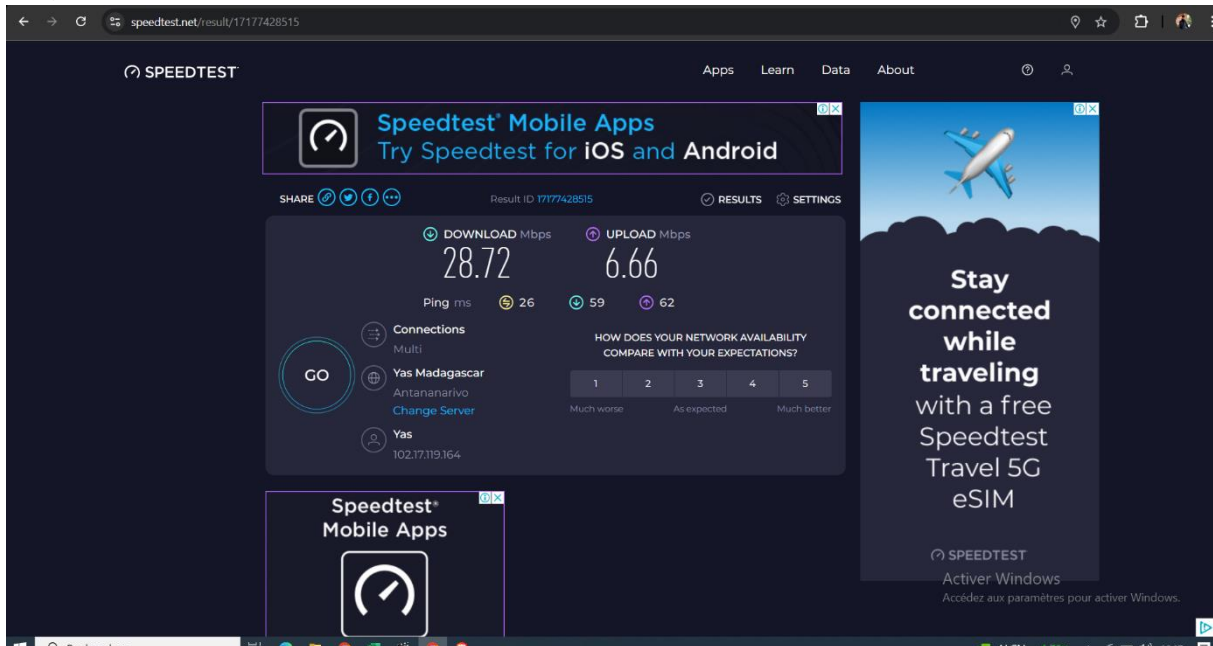 speedtest.net/result/17177428515
SPEEDTEST
Apps Learn Data About
Speedtest® Mobile Apps
Try Speedtest for iOS and Android
SHARE Result ID 17177428515 RESULTS SETTINGS
DOWNLOAD Mbps UPLOAD Mbps
28.72 6.66
Ping ms 26 59 62
Connections
Multi
Yas Madagascar
Antananarivo
Change Server
Yas
102.17.119.164
GO
HOW DOES YOUR NETWORK AVAILABILITY
COMPARE WITH YOUR EXPECTATIONS?
1 2 3 4 5
Much worse As expected Much better
Speedtest®
Mobile Apps
Stay
connected
while
traveling
with a free
Speedtest
Travel 5G
eSIM
SPEEDTEST
Activer Windows
Accédez aux paramètres pour activer Windows.